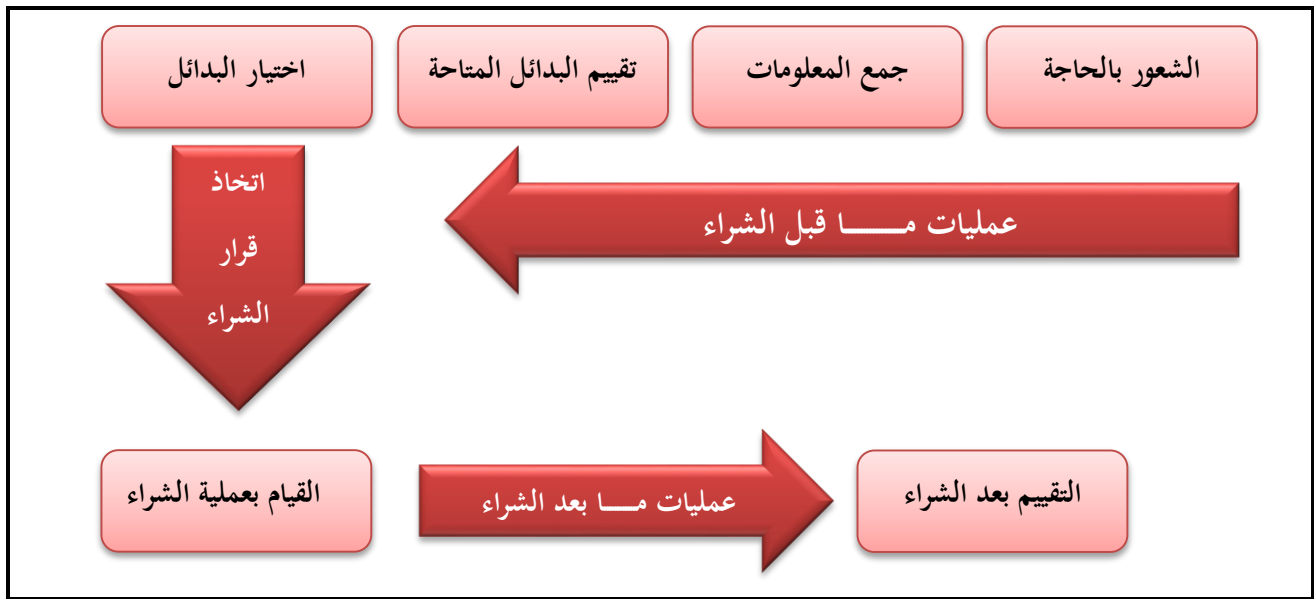 الشعور بالحاجة
جمع المعلومات
تقييم البدائل المتاحة
اختيار البدائل
عمليات مـــــــا قبل الشراء
اتخاذ
قرار
الشراء
القيام بعملية الشراء
عمليات مـــــا بعد الشراء
التقييم بعد الشراء